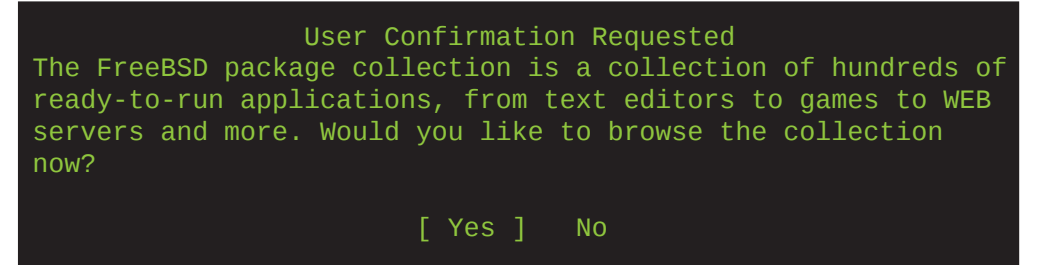 User Confirmation Requested
The FreeBSD package collection is a collection of hundreds of
ready-to-run applications, from text editors to games to WEB
servers and more. Would you like to browse the collection
now?
[ Yes ] No